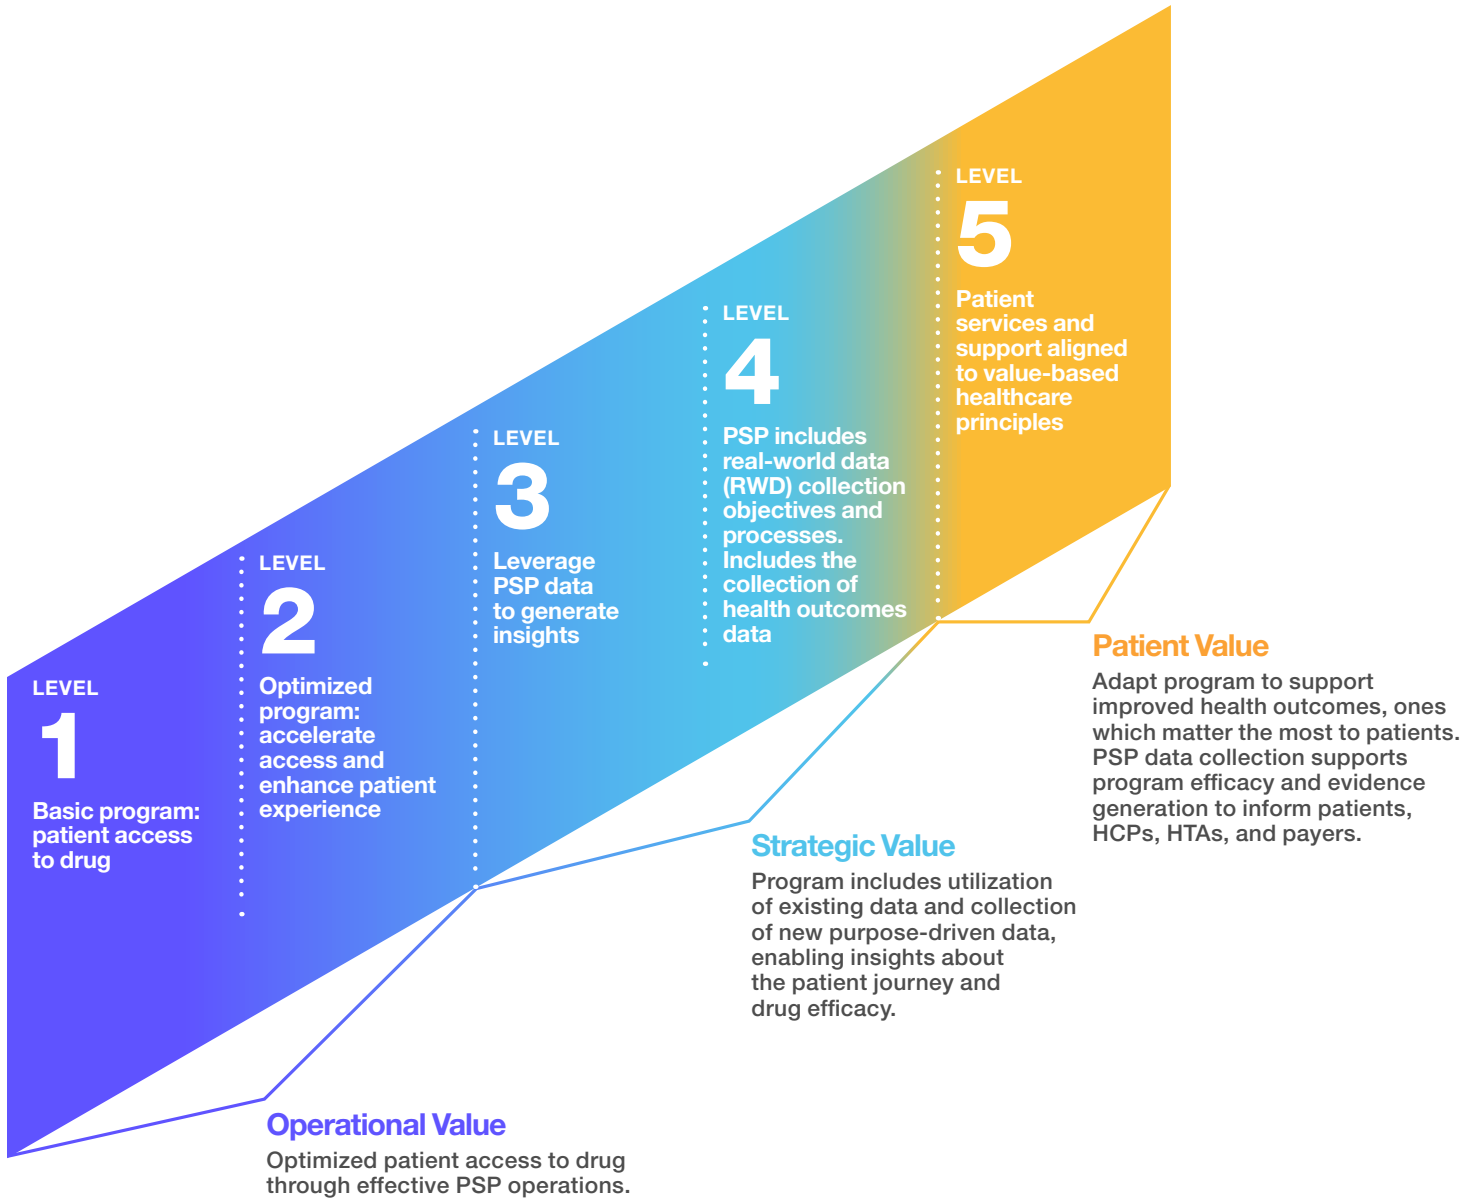 LEVEL
1
Basic program:
patient access
to drug
LEVEL
2
Optimized
program:
accelerate
access and
enhance patient
experience
LEVEL
3
Leverage
PSP data
to generate
insights
LEVEL
4
PSP includes
real-world data
(RWD) collection
objectives and
processes.
Includes the
collection of
health outcomes
data
LEVEL
5
Patient
services and
support aligned
to value-based
healthcare
principles
Operational Value
Optimized patient access to drug
through effective PSP operations.
Strategic Value
Program includes utilization
of existing data and collection
of new purpose-driven data,
enabling insights about
the patient journey and
drug efficacy.
Patient Value
Adapt program to support
improved health outcomes, ones
which matter the most to patients.
PSP data collection supports
program efficacy and evidence
generation to inform patients,
HCPs, HTAs, and payers.